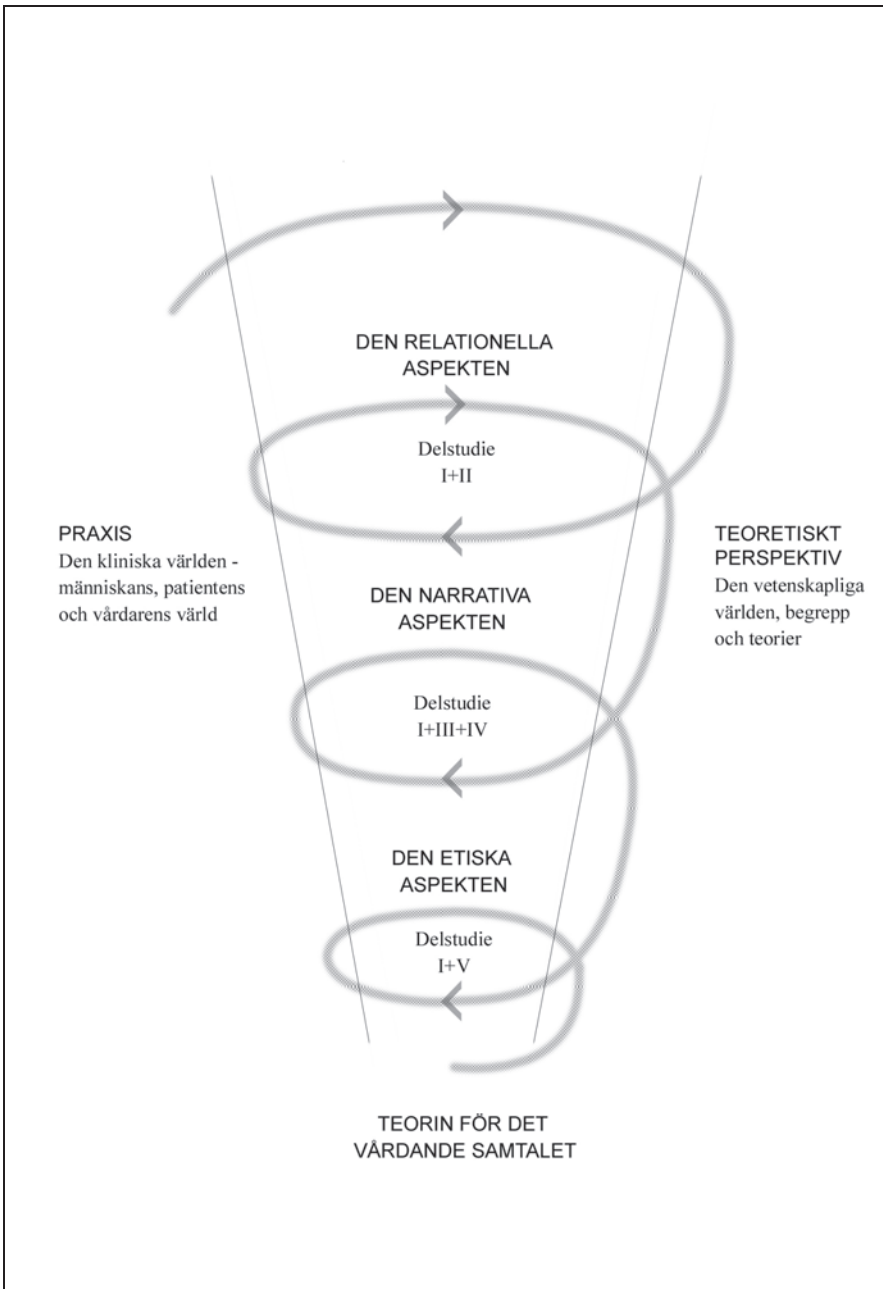 DEN RELATIONELLA
ASPEKTEN
Delstudie
I+II
PRAXIS
Den kliniska världen -
människans, patientens
och vårdarens värld
TEORETISKT
PERSPEKTIV
Den vetenskapliga
världen, begrepp
och teorier
DEN NARRATIVA
ASPEKTEN
Delstudie
I+III+IV
DEN ETISKA
ASPEKTEN
Delstudie
I+V
TEORIN FÖR DET
VÅRDANDE SAMTALET